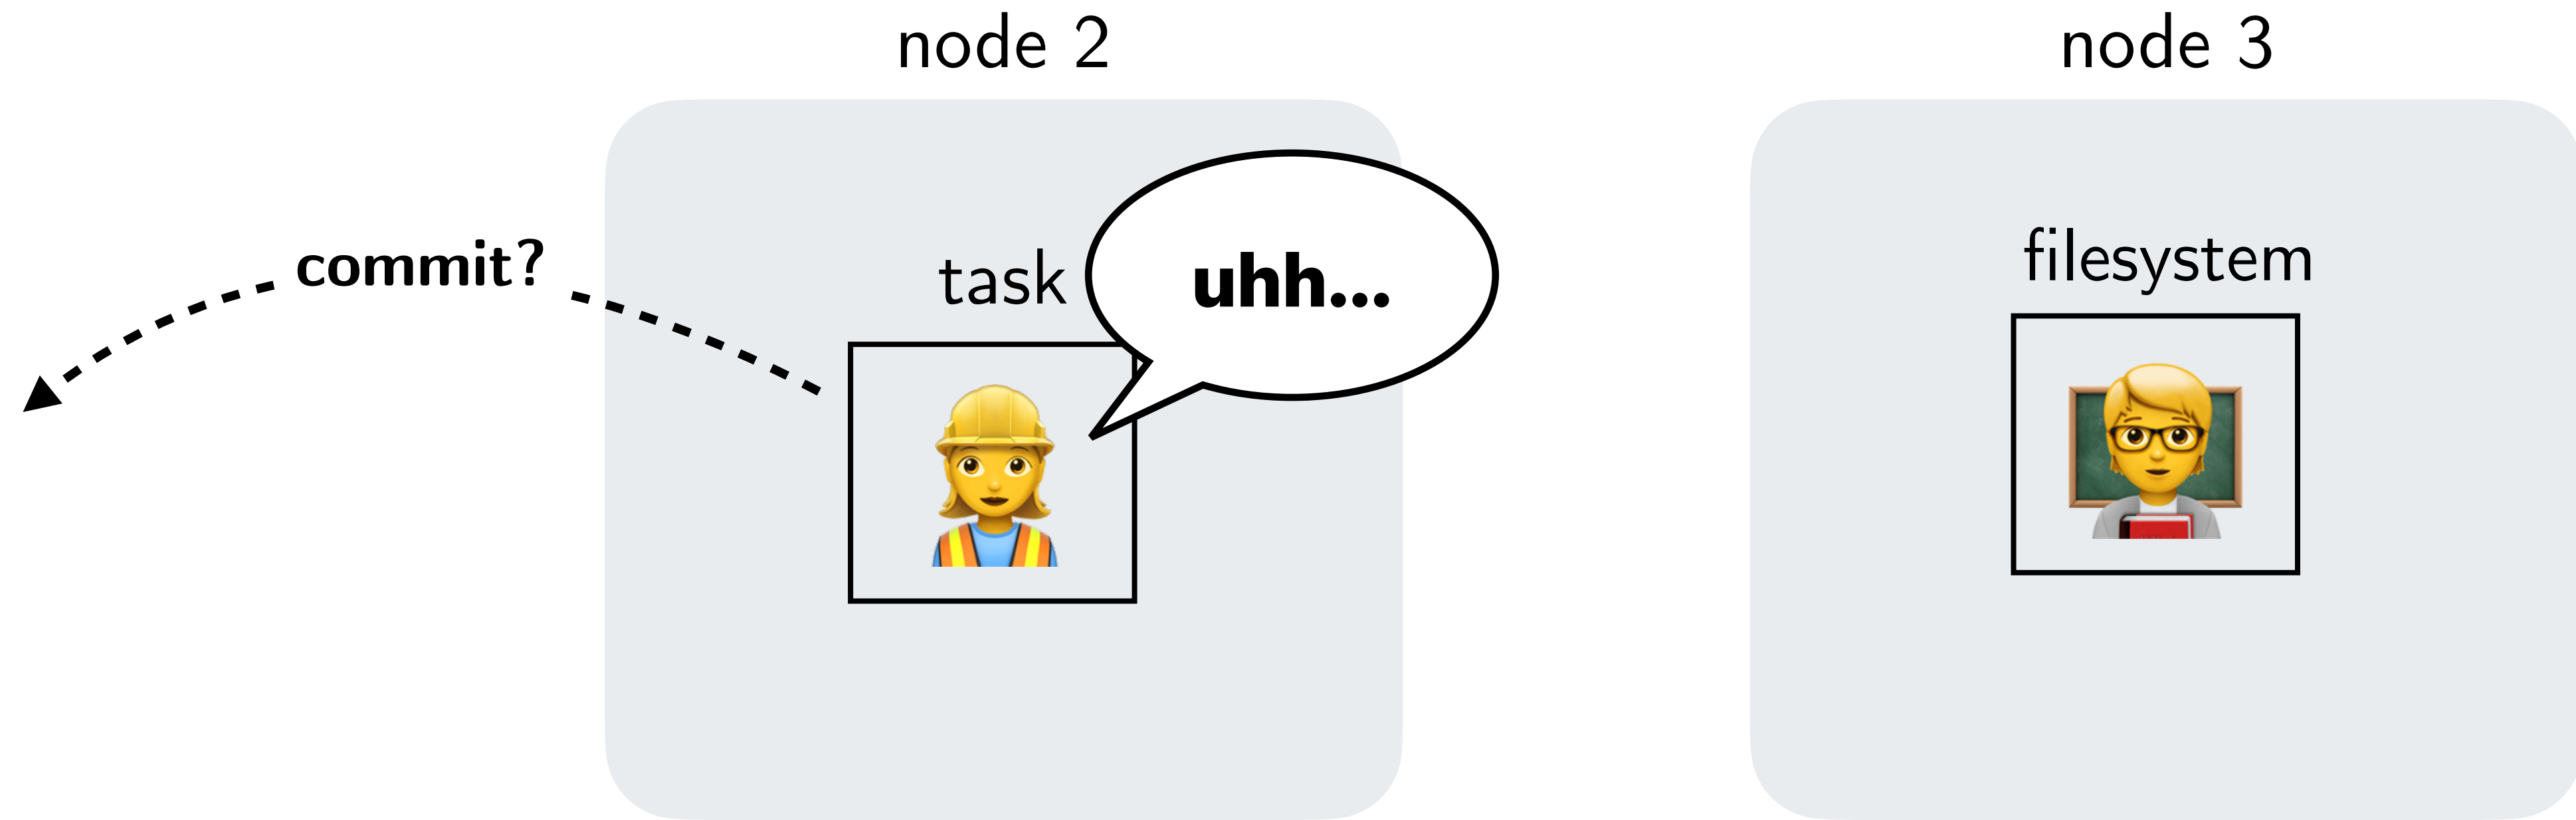 node 2
node 3
commit?
task
uhh...
filesystem